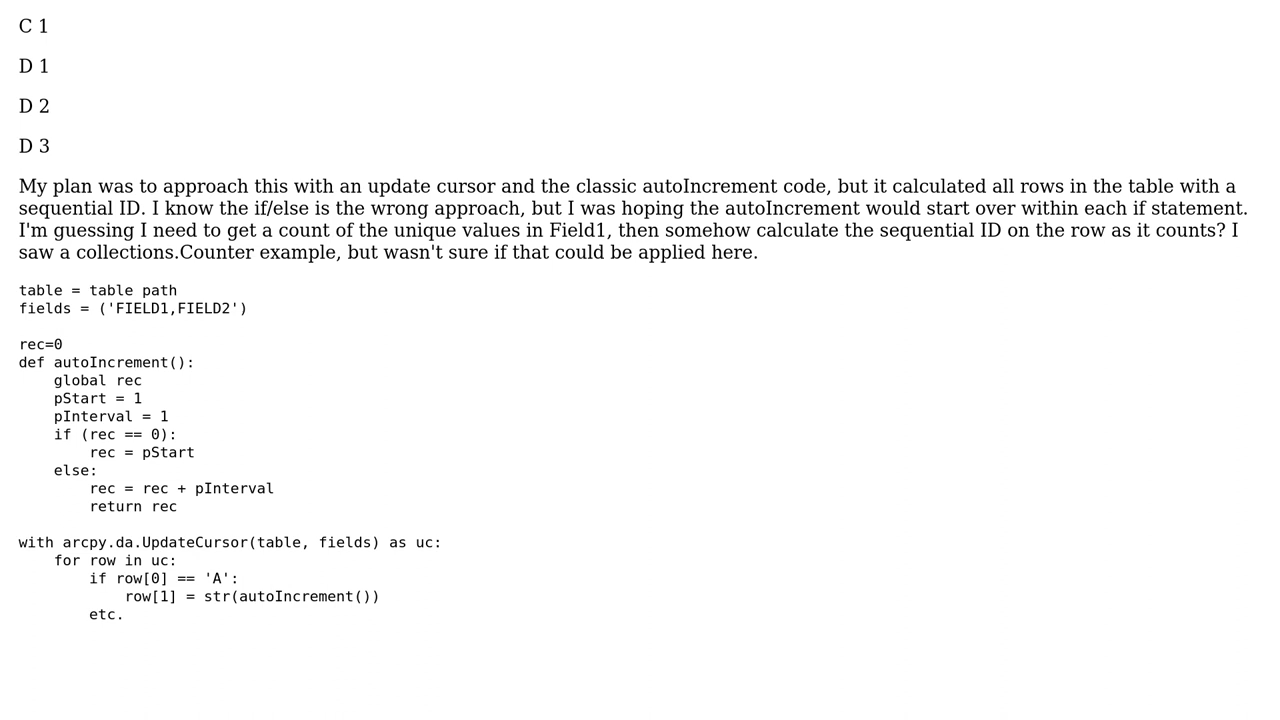 C 1
D 1
D 2
D 3
My plan was to approach this with an update cursor and the classic autoIncrement code, but it calculated all rows in the table with a
sequential ID. I know the if/else is the wrong approach, but I was hoping the autoIncrement would start over within each if statement.
I'm guessing I need to get a count of the unique values in Field1, then somehow calculate the sequential ID on the row as it counts? I
saw a collections.Counter example, but wasn't sure if that could be applied here.
table = table path
fields = ('FIELD1,FIELD2')

rec=0
def autoIncrement():
    global rec
    pStart = 1
    pInterval = 1
    if (rec == 0):
        rec = pStart
    else:
        rec = rec + pInterval
        return rec

with arcpy.da.UpdateCursor(table, fields) as uc:
    for row in uc:
        if row[0] == 'A':
            row[1] = str(autoIncrement())
        etc.